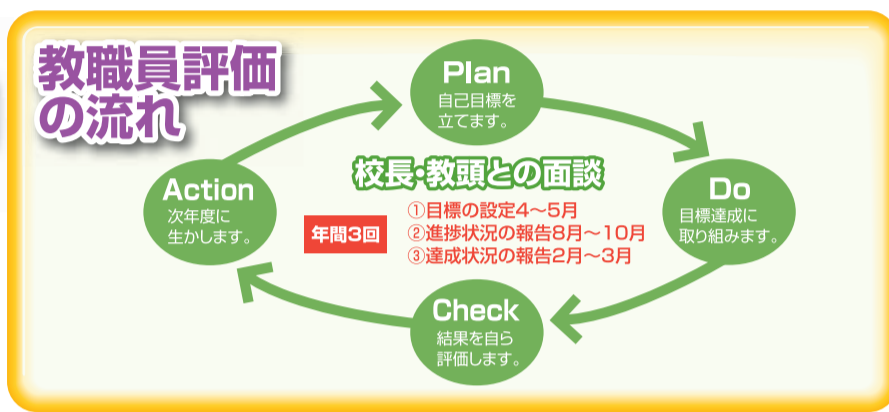 教職員評価
の流れ
Plan
自己目標を
立てます。
校長・教頭との面談
Action
次年度に
生かします。
Do
目標達成に
取り組みます。
年間3回
①目標の設定4～5月
②進捗状況の報告8月～10月
③達成状況の報告2月～3月
Check
結果を自ら
評価します。